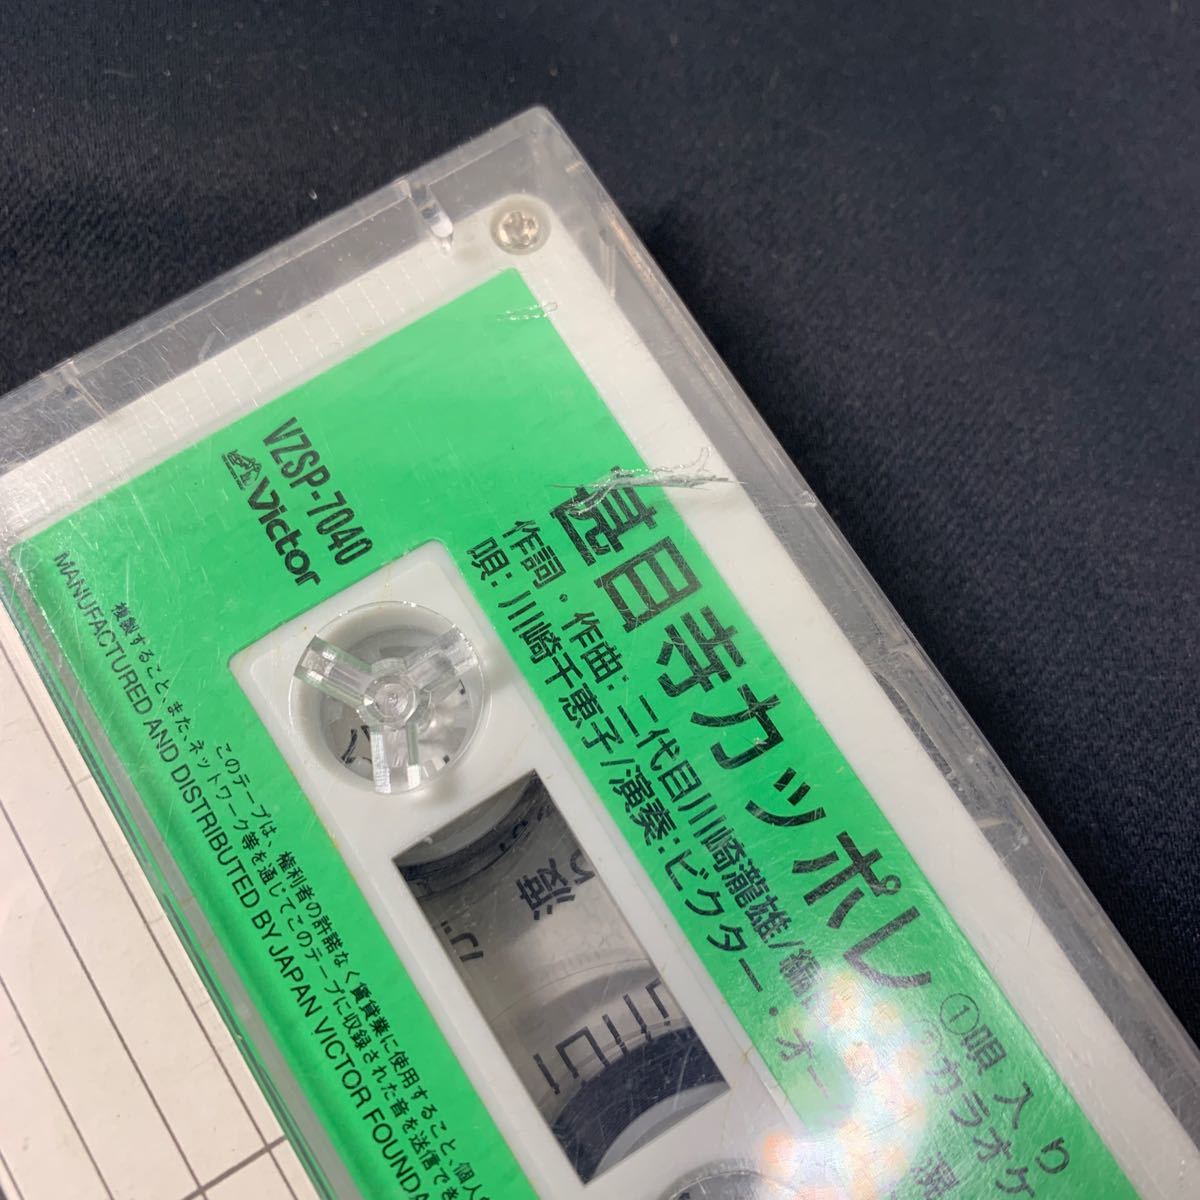 甚目寺カッポレ
①唄入り
カラオケ
作詞・作曲:二代目川崎瀧雄/編
唄:川崎千恵子/演奏:ビクター・オー
VZSP-7040
Victor
このテープは、権利者の許諾なく賃貸業に使用すること、個人
複製すること、また、ネットワーク等を通じてこのテープに収録された音を送信でき
MANUFACTURED AND DISTRIBUTED BY JAPAN VICTOR FOUNDA